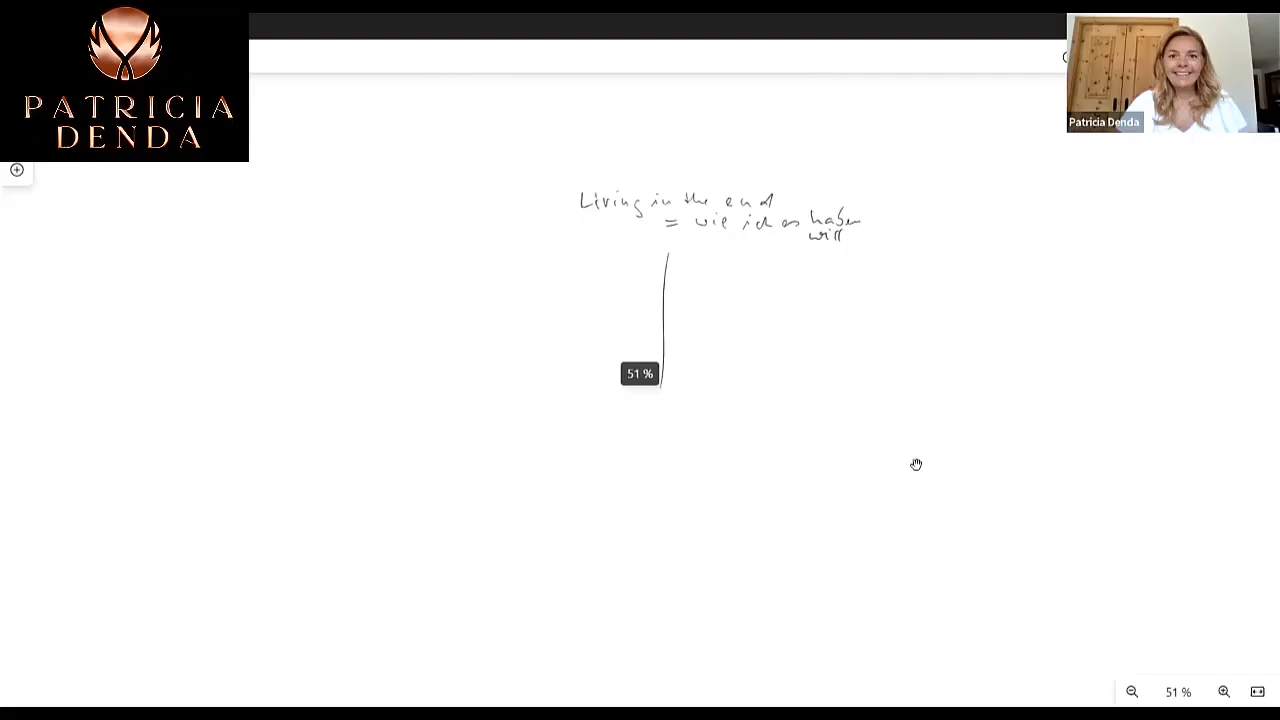 PATRICIA
DENDA
Patricia Denda
Living in the end
= wie ich es haben
will
51 %
51 %